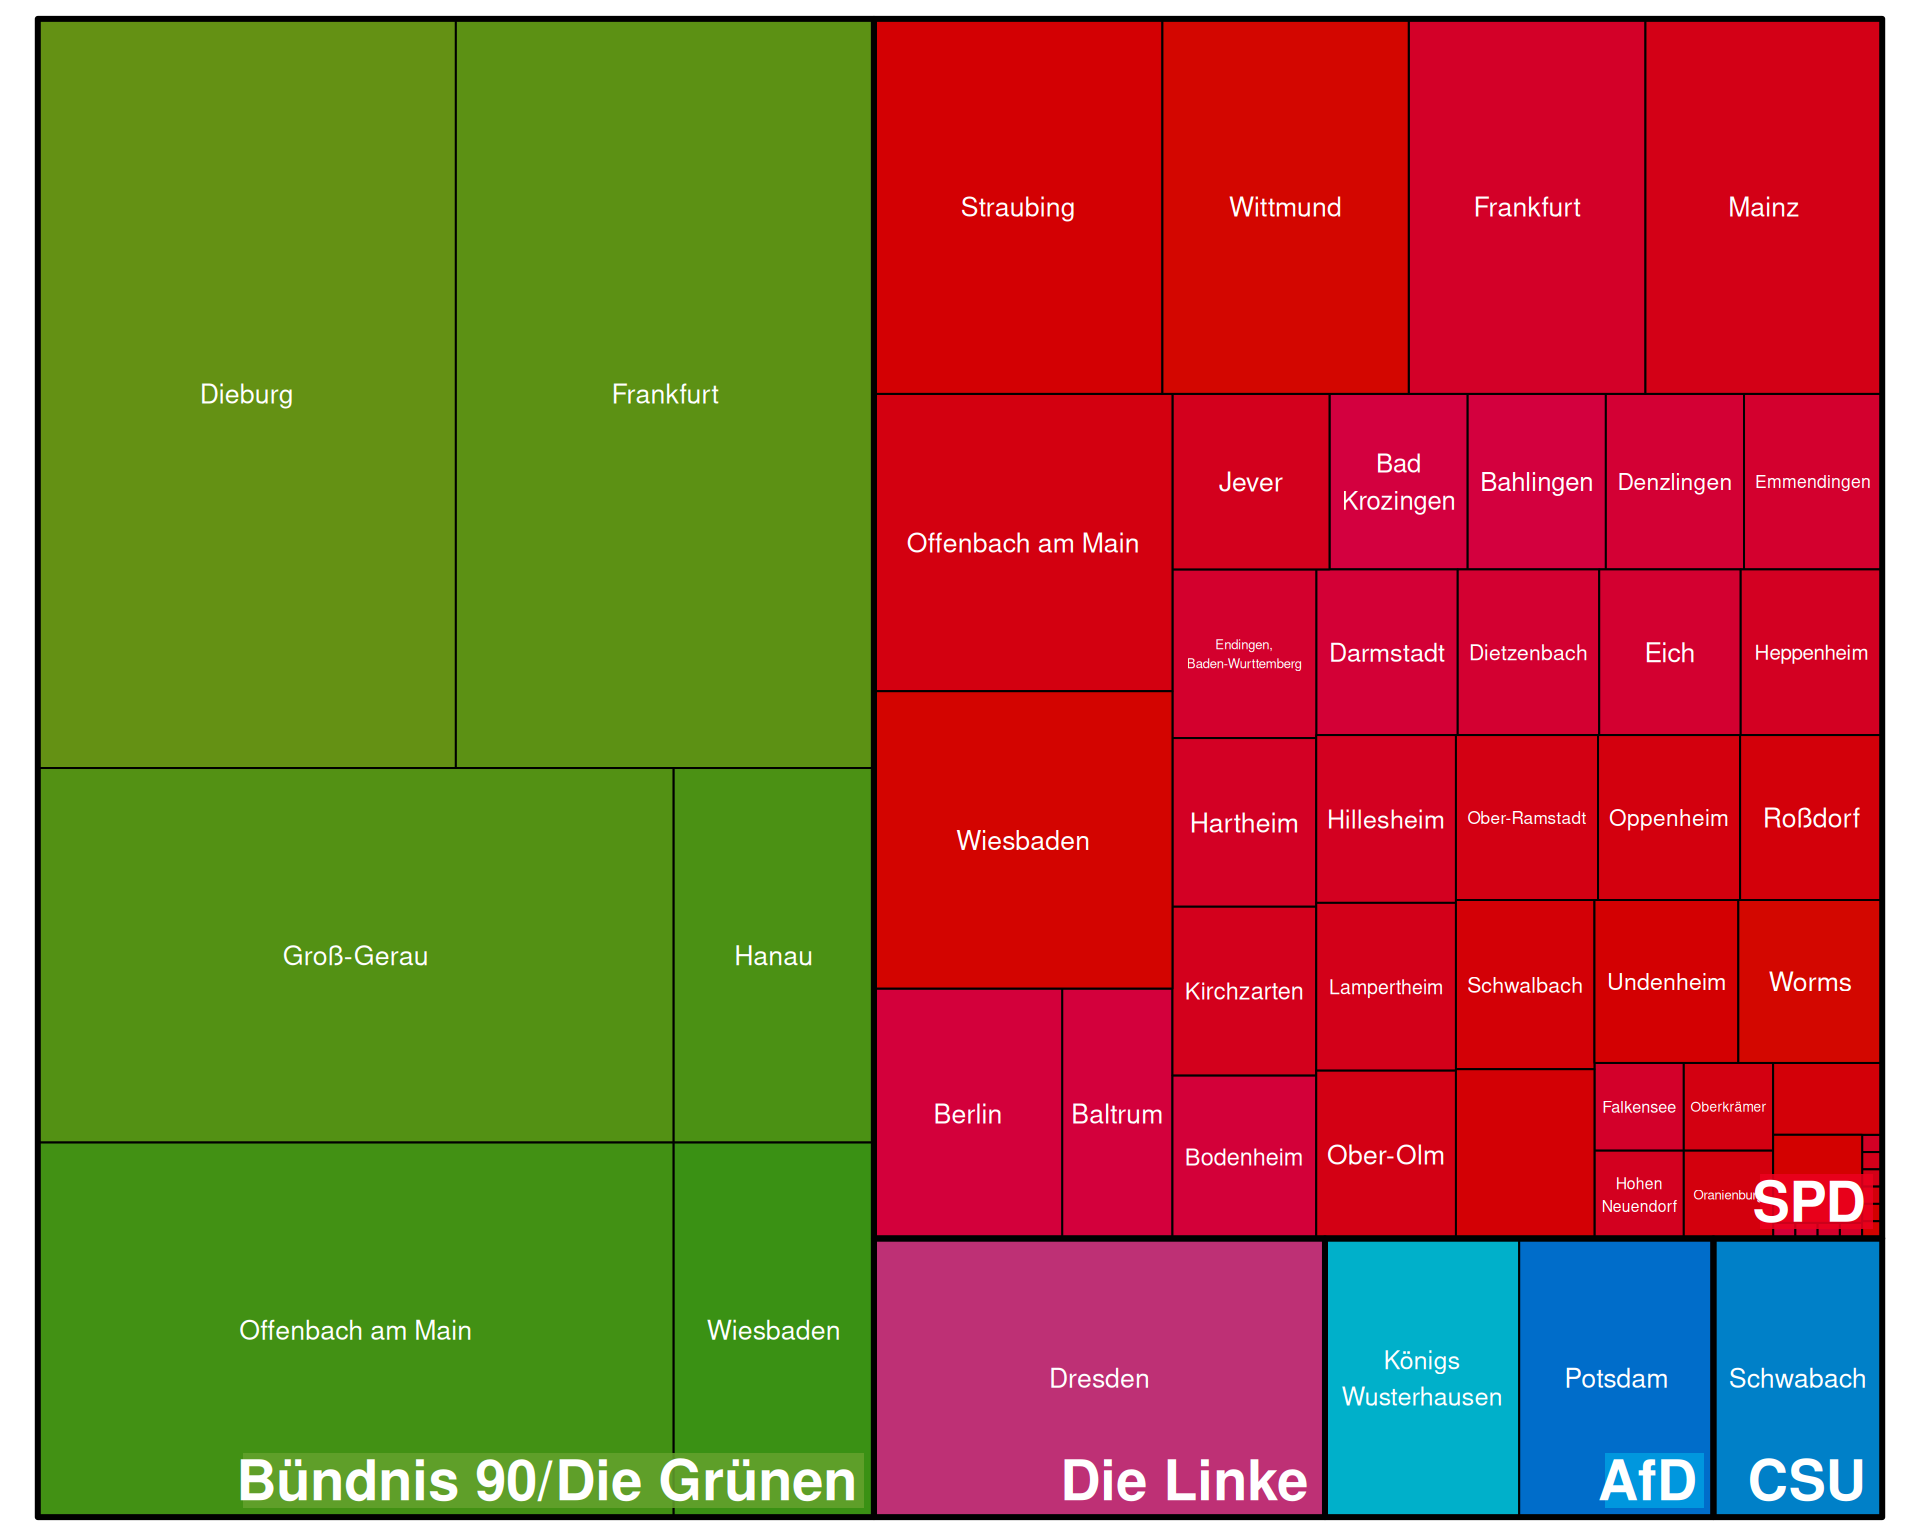 Dieburg
Frankfurt
Groß-Gerau
Hanau
Offenbach am Main
Wiesbaden
Bündnis 90/Die Grünen
Straubing
Wittmund
Frankfurt
Mainz
Offenbach am Main
Wiesbaden
Berlin
Baltrum
Jever
Bad
Krozingen
Bahlingen
Denzlingen
Emmendingen
Endingen,
Baden-Wurttemberg
Darmstadt
Dietzenbach
Eich
Heppenheim
Hartheim
Hillesheim
Ober-Ramstadt
Oppenheim
Roßdorf
Kirchzarten
Lampertheim
Schwalbach
Undenheim
Worms
Bodenheim
Ober-Olm
Falkensee
Oberkrämer
Hohen
Neuendorf
Oranienburg
SPD
Dresden
Die Linke
Königs
Wusterhausen
Potsdam
AfD
Schwabach
CSU